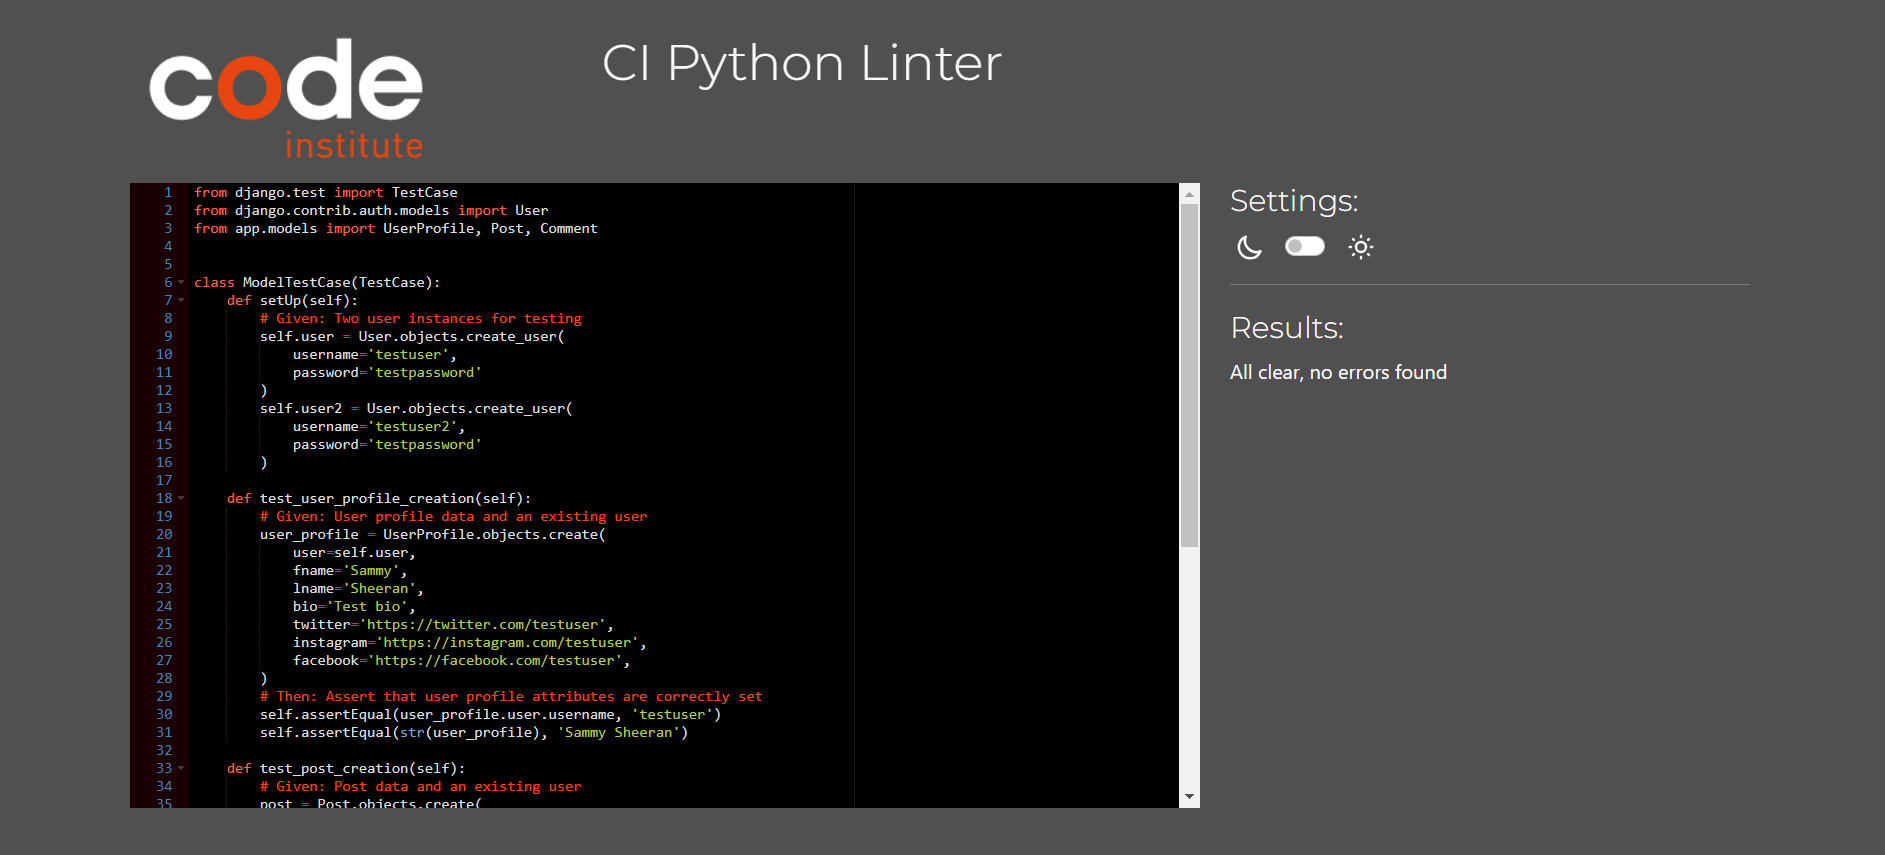 code
institute
CI Python Linter
1 from django.test import TestCase
2 from django.contrib.auth.models import User
3 from app.models import UserProfile, Post, Comment
4
5
6 class ModelTestCase(TestCase):
7     def setUp(self):
8         # Given: Two user instances for testing
9         self.user = User.objects.create_user(
10             username='testuser',
11             password='testpassword'
12         )
13         self.user2 = User.objects.create_user(
14             username='testuser2',
15             password='testpassword'
16         )
17
18     def test_user_profile_creation(self):
19         # Given: User profile data and an existing user
20         user_profile = UserProfile.objects.create(
21             user=self.user,
22             fname='Sammy',
23             lname='Sheeran',
24             bio='Test bio',
25             twitter='https://twitter.com/testuser',
26             instagram='https://instagram.com/testuser',
27             facebook='https://facebook.com/testuser',
28         )
29         # Then: Assert that user profile attributes are correctly set
30         self.assertEqual(user_profile.user.username, 'testuser')
31         self.assertEqual(str(user_profile), 'Sammy Sheeran')
32
33     def test_post_creation(self):
34         # Given: Post data and an existing user
35         post = Post.objects.create(
Settings:
Results:
All clear, no errors found